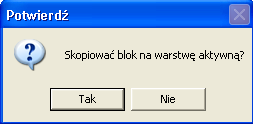 Potwierdź
Skopiować blok na warstwę aktywną?
Tak
Nie